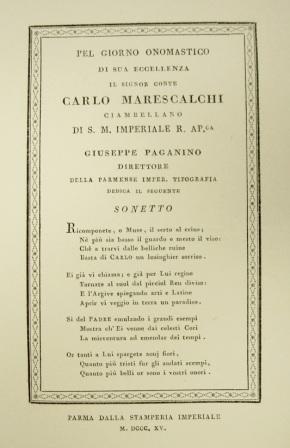 PEL GIORNO ONOMASTICO
DI SUA ECCELLENZA
IL SIGNOR CONTE
CARLO MARESCALCHI
CIAMBELLANO
DI S. M. IMPERIALE R. AP.CA
GIUSEPPE PAGANINO
DIRETTORE
DELLA PARMENSE IMPER. TIPOGRAFIA
DEDICA IL SEGUENTE
SONETTO
Ricomponete, o Muse, il serto al crine;
Nè più sia basso il guardo e mesto il viso:
Chè a trarvi dalle belliche ruine
Basta di CARLO un lusinghier sorriso.
Ei già vi chiama; e già per Lui regine
Tornate al suol dal picciol Ren diviso:
E l'Argive spiegando arti e Latine
Aprir vi veggio in terra un paradiso.
Sì del PADRE emulando i grandi esempi
Mostra ch'Ei venne dai celesti Cori
La sventura ad emendar dei tempi.
Or tanti a Lui spargete nouj fiori,
Quanto più tristi fur gli andati scempi,
Quanto più belli or sono i vostri onori.
PARMA DALLA STAMPERIA IMPERIALE
M. DCCC. XV.